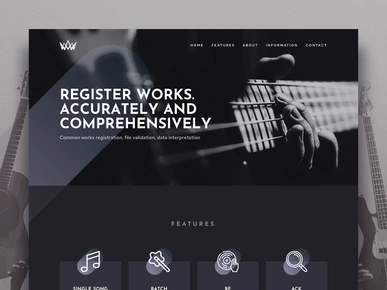 HOME FEATURES ABOUT INFORMATION CONTACT
REGISTER WORKS.
ACCURATELY AND
COMPREHENSIVELY
Common works registration, file validation, data interpretation
FEATURES
SINGLE SONG BATCH RE ACK